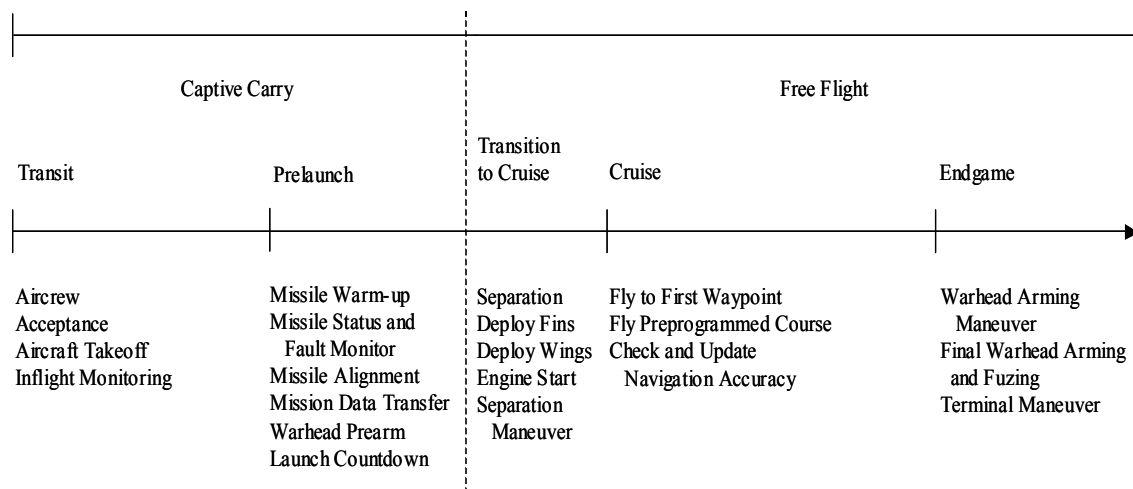 Captive Carry
Free Flight
Transit
Prelaunch
Transition
to Cruise
Cruise
Endgame
Aircrew
Acceptance
Aircraft Takeoff
Inflight Monitoring
Missile Warm-up
Missile Status and
Fault Monitor
Missile Alignment
Mission Data Transfer
Warhead Prearm
Launch Countdown
Separation
Deploy Fins
Deploy Wings
Engine Start
Separation
Maneuver
Fly to First Waypoint
Fly Preprogrammed Course
Check and Update
Navigation Accuracy
Warhead Arming
Maneuver
Final Warhead Arming
and Fuzing
Terminal Maneuver